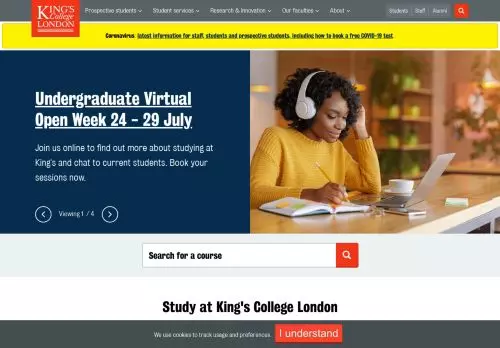 KING'S
College
LONDON
Prospective students
Student services
Research & Innovation
Our faculties
About
Students
Staff
Alumni
Coronavirus: latest information for staff, students and prospective students, including how to book a free COVID-19 test.
Undergraduate Virtual
Open Week 24 - 29 July
Join us online to find out more about studying at
King's and chat to current students. Book your
sessions now.
Viewing 1 / 4
Search for a course
Study at King's College London
We use cookies to track usage and preferences.
I understand